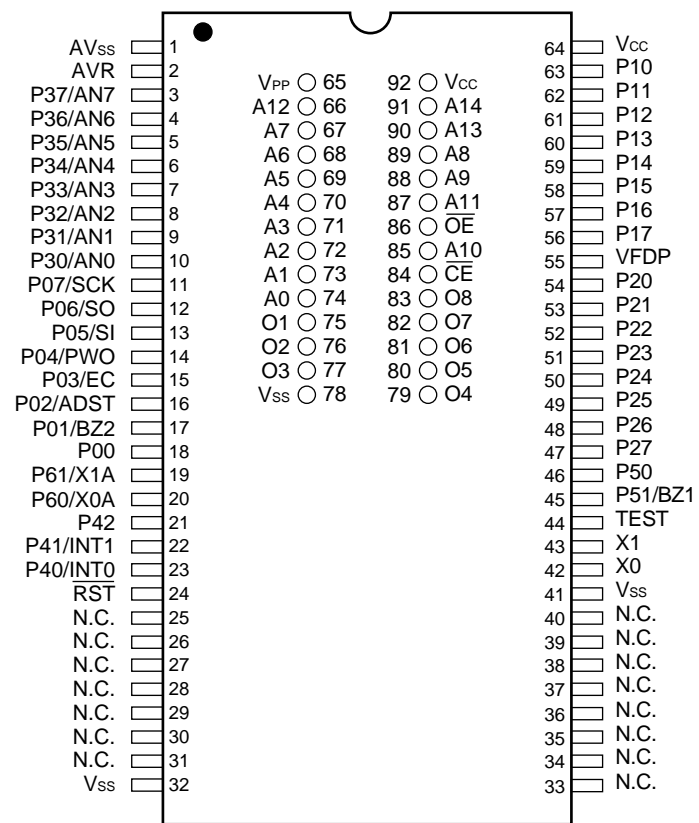 AVSS 1 64 VCC
AVR 2 63 P10
P37/AN7 3 VPP 65 92 VCC 62 P11
P36/AN6 4 A12 66 91 A14 61 P12
P35/AN5 5 A7 67 90 A13 60 P13
P34/AN4 6 A6 68 89 A8 59 P14
P33/AN3 7 A5 69 88 A9 58 P15
P32/AN2 8 A4 70 87 A11 57 P16
P31/AN1 9 A3 71 86 OE 56 P17
P30/AN0 10 A2 72 85 A10 55 VFDP
P07/SCK 11 A1 73 84 CE 54 P20
P06/SO 12 A0 74 83 O8 53 P21
P05/SI 13 O1 75 82 O7 52 P22
P04/PWO 14 O2 76 81 O6 51 P23
P03/EC 15 O3 77 80 O5 50 P24
P02/ADST 16 VSS 78 79 O4 49 P25
P01/BZ2 17 48 P26
P00 18 47 P27
P61/X1A 19 46 P50
P60/X0A 20 45 P51/BZ1
P42 21 44 TEST
P41/INT1 22 43 X1
P40/INT0 23 42 X0
RST 24 41 VSS
N.C. 25 40 N.C.
N.C. 26 39 N.C.
N.C. 27 38 N.C.
N.C. 28 37 N.C.
N.C. 29 36 N.C.
N.C. 30 35 N.C.
N.C. 31 34 N.C.
VSS 32 33 N.C.